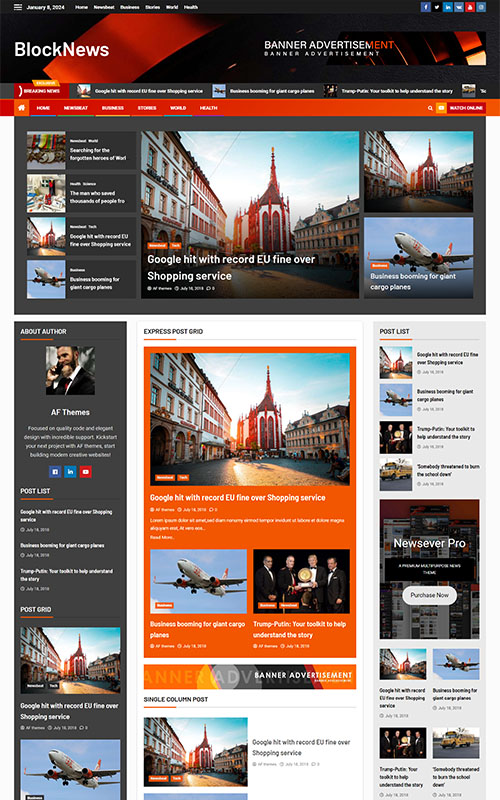 January 8, 2024
Home Newsbeat Business Stories World Health
BlockNews
BANNER ADVERTISEMENT
BANNER ADVERTISEMENT
BREAKING NEWS
Google hit with record EU fine over Shopping service
Business booming for giant cargo planes
Trump-Putin: Your toolkit to help understand the story
HOME NEWSBEAT BUSINESS STORIES WORLD HEALTH
WATCH ONLINE
Newsbeat World
Searching for the
forgotten heroes of Worl
Health Science
The man who saved
thousands of people fro
Newsbeat Tech
Google hit with record EU
fine over Shopping service
Business
Business booming for
giant cargo planes
Newsbeat Tech
Google hit with record EU fine over
Shopping service
AF themes July 18, 2018 0
Business
Business booming for giant
cargo planes
ABOUT AUTHOR
AF Themes
Focused on quality code and elegant
design with incredible support. Kickstart
your next project with AF themes, start
building modern creative websites!
POST LIST
Google hit with record EU fine over Shopping
service
July 18, 2018
Business booming for giant cargo planes
July 18, 2018
Trump-Putin: Your toolkit to help understand
the story
July 18, 2018
POST GRID
Newsbeat Tech
Google hit with record EU fine over
Shopping service
AF themes July 18, 2018 0
EXPRESS POST GRID
Newsbeat Tech
Google hit with record EU fine over Shopping service
AF themes July 18, 2018 0
Lorem ipsum dolor sit amet,sed diam nonumy eirmod tempor invidunt ut labore et dolore magna
aliquyam erat, At vero eos...
Read More..
Business
Business booming for giant cargo
planes
AF themes July 18, 2018
Business Newsbeat
Trump-Putin: Your toolkit to help
understand the story
AF themes July 18, 2018
BANNER ADVERTISEMENT
BANNER ADVERTISEMENT
SINGLE COLUMN POST
Newsbeat Tech
Google hit with record EU fine over
Shopping service
AF themes July 18, 2018 0
POST LIST
Google hit with record EU fine
over Shopping service
July 18, 2018
Business booming for giant
cargo planes
July 18, 2018
Trump-Putin: Your toolkit to
help understand the story
July 18, 2018
'Somebody threatened to burn
the school down'
July 18, 2018
Newsever Pro
A PREMIUM MULTIPURPOSE NEWS
THEME
Purchase Now
Google hit with record
EU fine over Shopping
service
July 18, 2018
Business booming for
giant cargo planes
July 18, 2018
Trump-Putin: Your
toolkit to help
understand the story
'Somebody threatened
to burn the school
down'